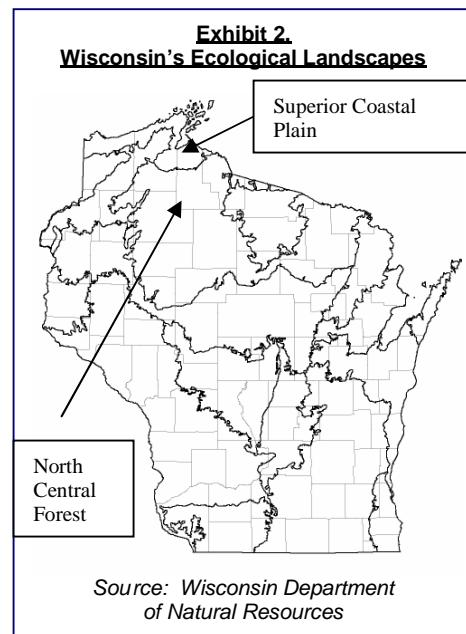 Exhibit 2.
Wisconsin's Ecological Landscapes
Superior Coastal
Plain
North
Central
Forest
Source: Wisconsin Department
of Natural Resources